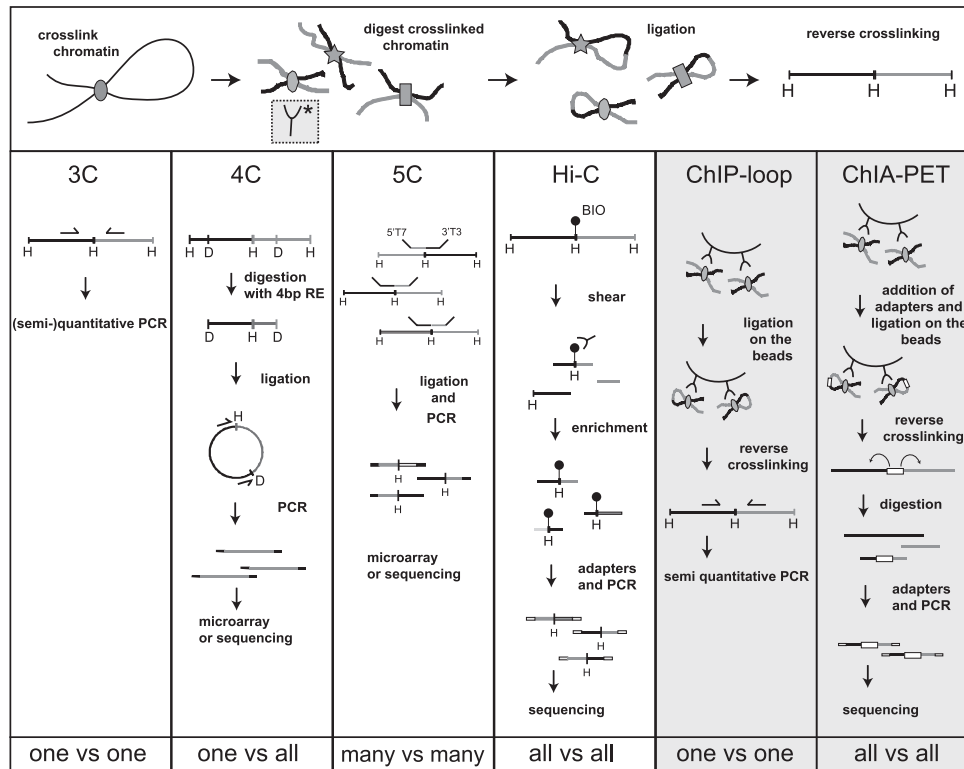 crosslink
chromatin
digest crosslinked
chromatin
*
ligation
reverse crosslinking
H H H
3C
H H H
(semi-)quantitative PCR
one vs one
4C
H D H D H
digestion
with 4bp RE
D H D
ligation
H
D
PCR
microarray
or sequencing
one vs all
5C
5'T7 3'T3
H H H
H H H
H H H
ligation
and
PCR
H
H
H
microarray
or sequencing
many vs many
Hi-C
BIO
H H H
shear
H
H
enrichment
H
H
H
adapters
and PCR
H
H
H
sequencing
all vs all
ChIP-loop
ligation
on the
beads
reverse
crosslinking
H H H
semi quantitative PCR
one vs one
ChIA-PET
addition of
adapters and
ligation on the
beads
reverse
crosslinking
digestion
adapters
and PCR
sequencing
all vs all